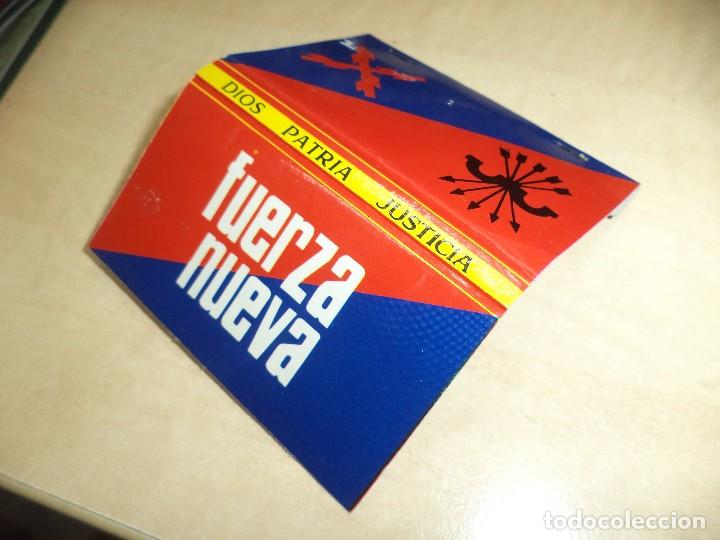 DIOS PATRIA JUSTICIA
fuerza
nueva
todocoleccion